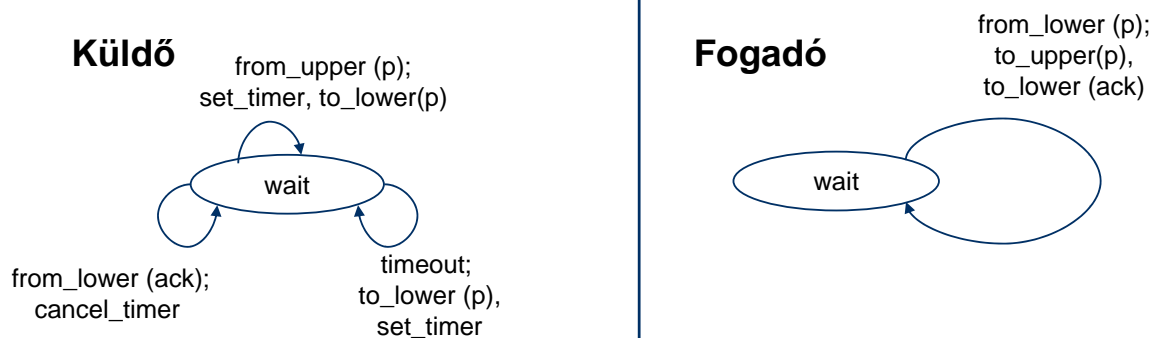 Küldő
from_upper (p);
set_timer, to_lower(p)
wait
from_lower (ack);
cancel_timer
timeout;
to_lower (p),
set_timer
Fogadó
from_lower (p);
to_upper(p),
to_lower (ack)
wait